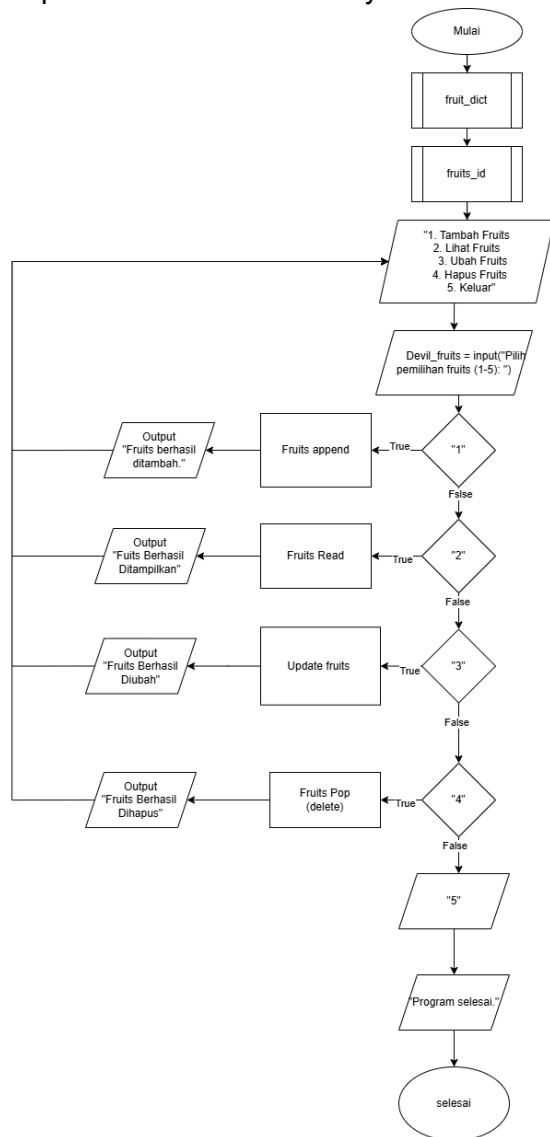 Mulai
fruit_dict
fruits_id
"1. Tambah Fruits
2. Lihat Fruits
3. Ubah Fruits
4. Hapus Fruits
5. Keluar"
Devil_fruits = input("Pilih
pemilihan fruits (1-5): ")
"1"
True
Fruits append
Output
"Fruits berhasil
ditambah."
Fslse
"2"
True
Fruits Read
Output
"Fuits Berhasil
Ditampilkan"
False
"3"
True
Update fruits
Output
"Fruits Berhasil
Diubah"
False
"4"
True
Fruits Pop
(delete)
Output
"Fruits Berhasil
Dihapus"
False
"5"
"Program selesai."
selesai